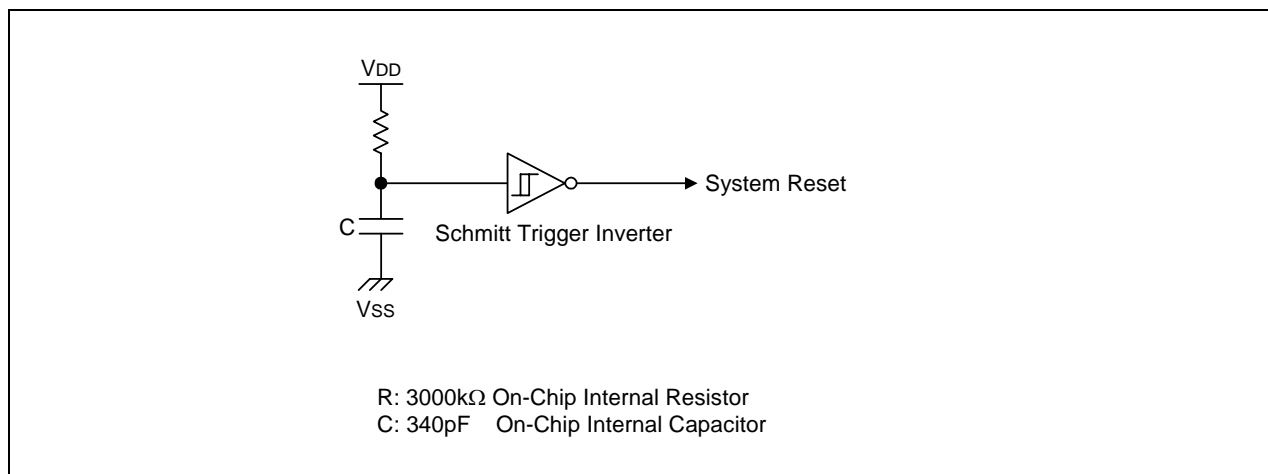 VDD
System Reset
C
Schmitt Trigger Inverter
VSS
R: 3000kΩ On-Chip Internal Resistor
C: 340pF On-Chip Internal Capacitor